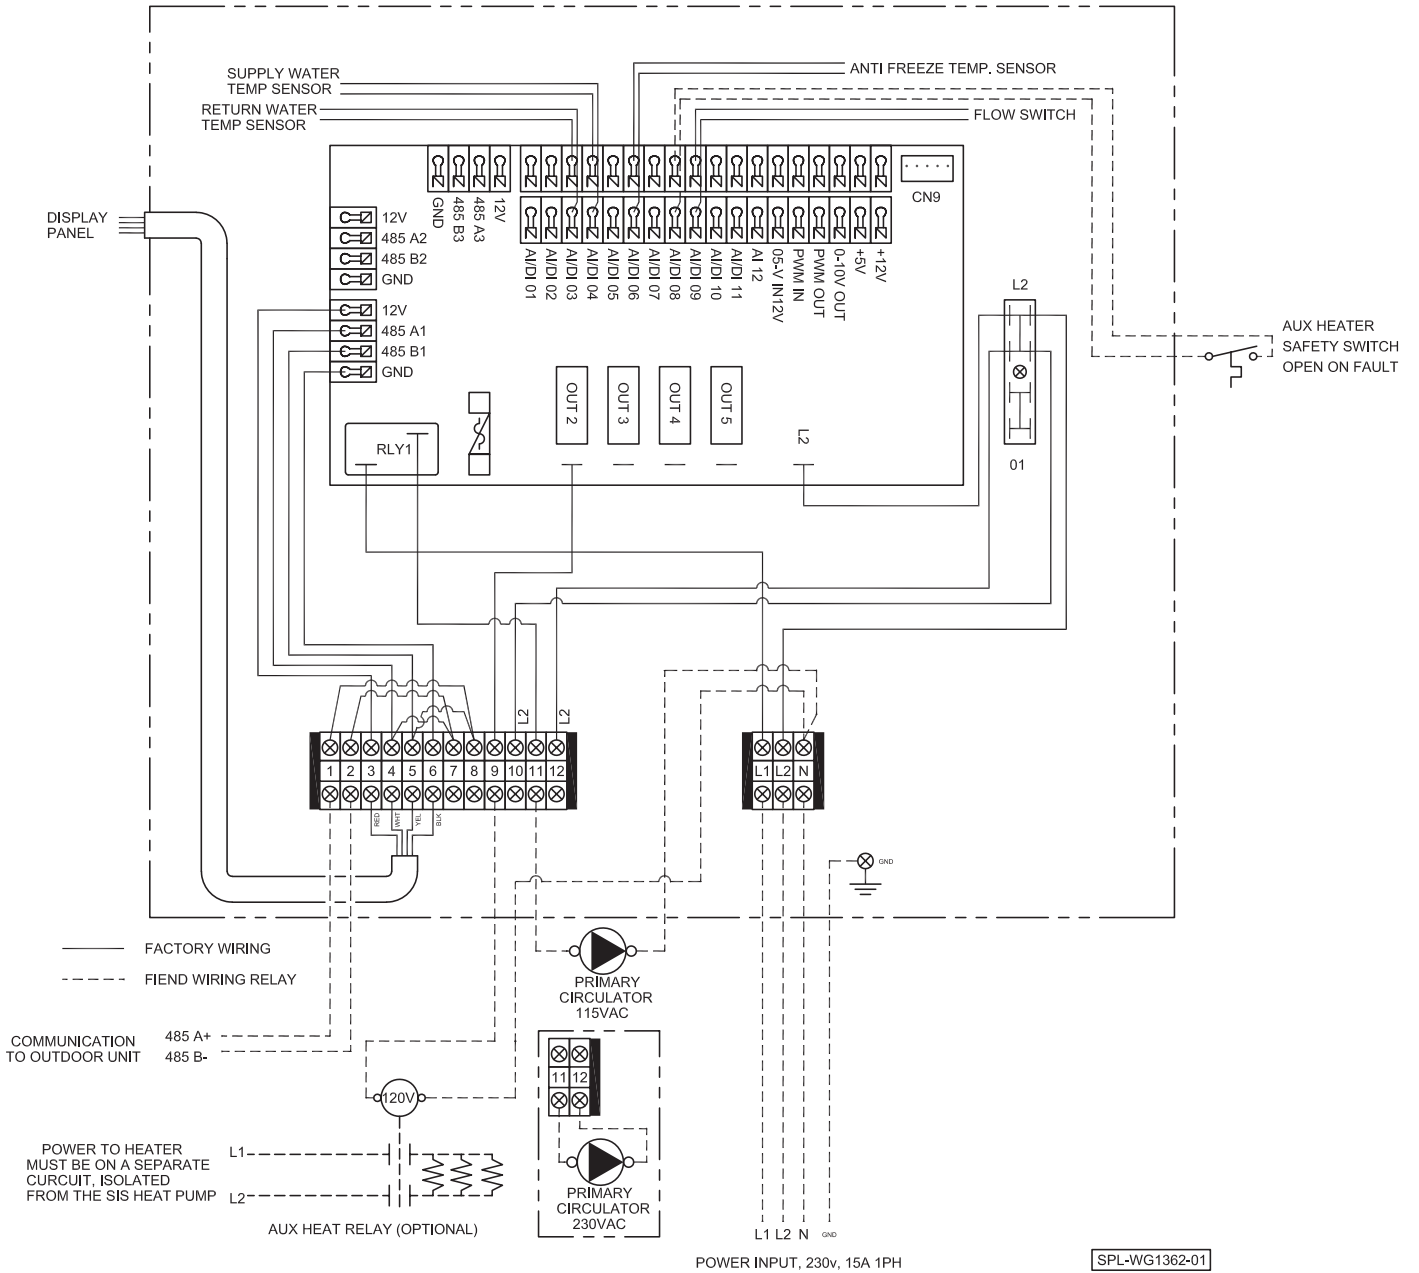 SUPPLY WATER
TEMP SENSOR
RETURN WATER
TEMP SENSOR
ANTI FREEZE TEMP. SENSOR
FLOW SWITCH
DISPLAY
PANEL
GND
485 B3
485 A3
12V
CN9
12V
485 A2
485 B2
GND
12V
485 A1
485 B1
GND
AI/DI 01
AI/DI 02
AI/DI 03
AI/DI 04
AI/DI 05
AI/DI 06
AI/DI 07
AI/DI 08
AI/DI 09
AI/DI 10
AI/DI 11
AI 12
05-V IN12V
PWM IN
PWM OUT
0-10V OUT
+5V
+12V
L2
01
AUX HEATER
SAFETY SWITCH
OPEN ON FAULT
RLY1
OUT 2
OUT 3
OUT 4
OUT 5
L2
L2
L2
1 2 3 4 5 6 7 8 9 10 11 12
L1 L2 N
RED
WHT
YEL
BLK
GND
FACTORY WIRING
FIEND WIRING RELAY
PRIMARY
CIRCULATOR
115VAC
COMMUNICATION
TO OUTDOOR UNIT
485 A+
485 B-
11 12
120V
POWER TO HEATER
MUST BE ON A SEPARATE
CURCUIT, ISOLATED
FROM THE SIS HEAT PUMP
L1
L2
AUX HEAT RELAY (OPTIONAL)
PRIMARY
CIRCULATOR
230VAC
L1 L2 N GND
POWER INPUT, 230v, 15A 1PH
SPL-WG1362-01